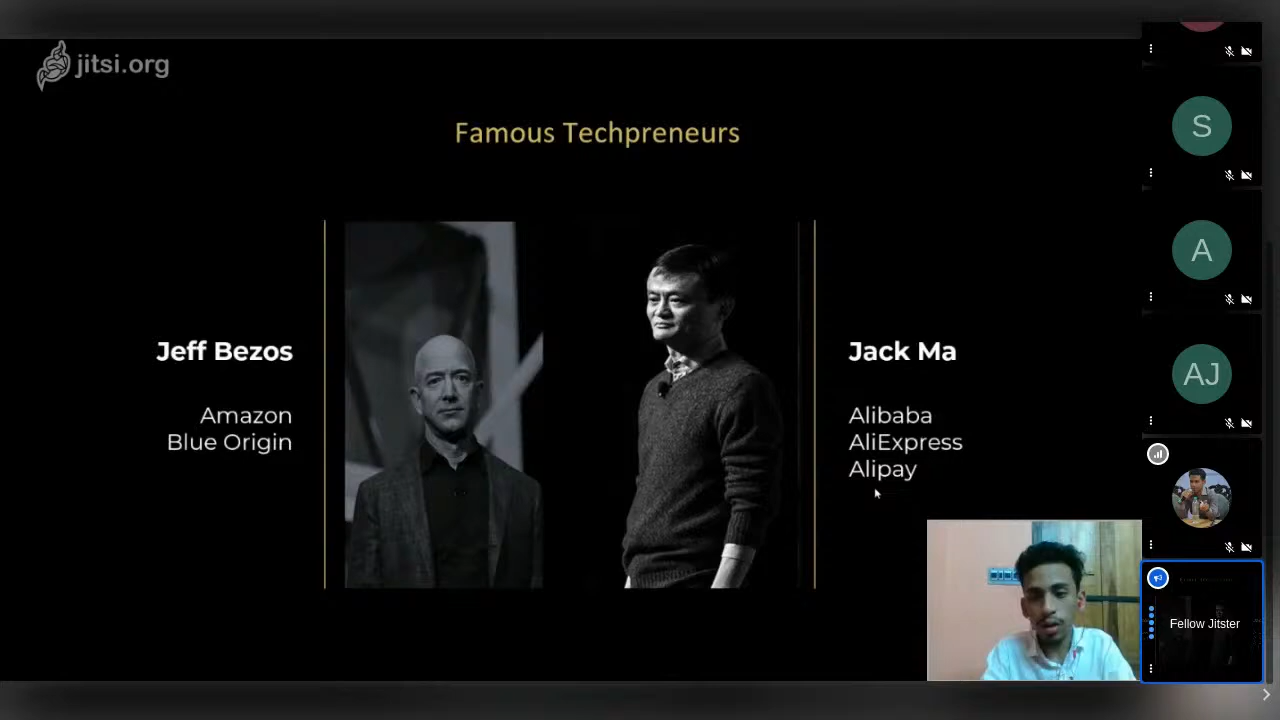 jitsi.org
Famous Techpreneurs
Jeff Bezos
Amazon
Blue Origin
Jack Ma
Alibaba
AliExpress
Alipay
S
A
AJ
Fellow Jitster